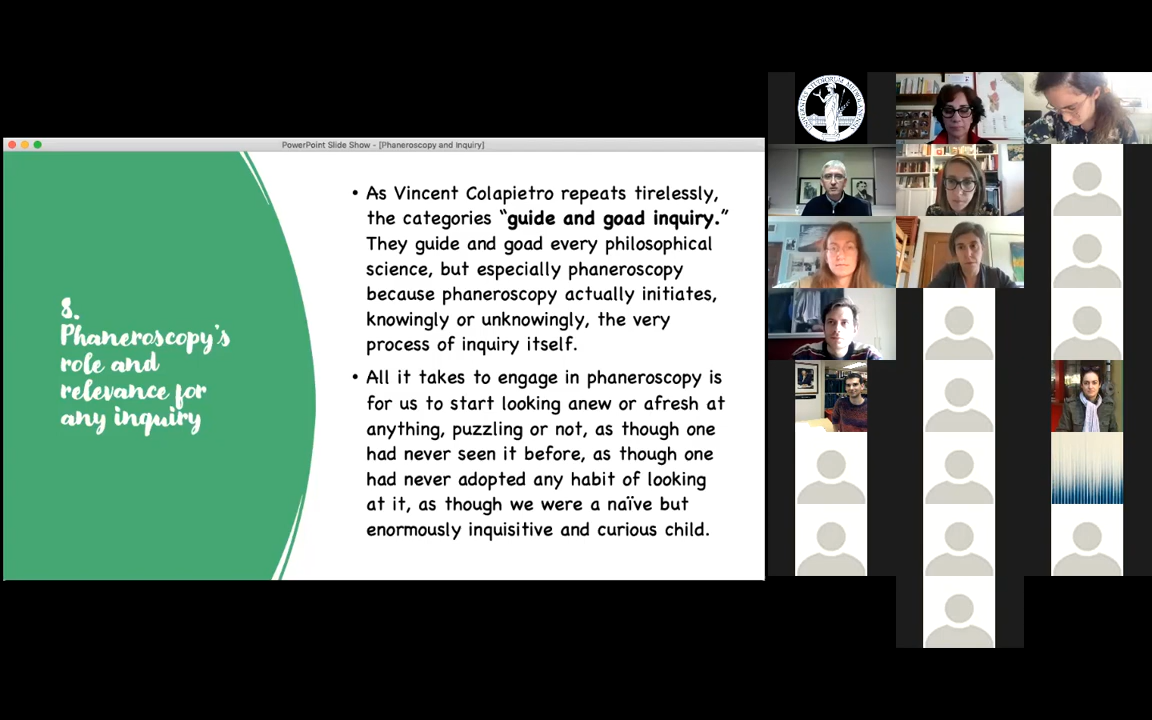 PowerPoint Slide Show - [Phaneroscopy and Inquiry]
8.
Phaneroscopy's
role and
relevance for
any inquiry
• As Vincent Colapietro repeats tirelessly,
the categories “guide and goad inquiry.”
They guide and goad every philosophical
science, but especially phaneroscopy
because phaneroscopy actually initiates,
knowingly or unknowingly, the very
process of inquiry itself.
• All it takes to engage in phaneroscopy is
for us to start looking anew or afresh at
anything, puzzling or not, as though one
had never seen it before, as though one
had never adopted any habit of looking
at it, as though we were a naïve but
enormously inquisitive and curious child.